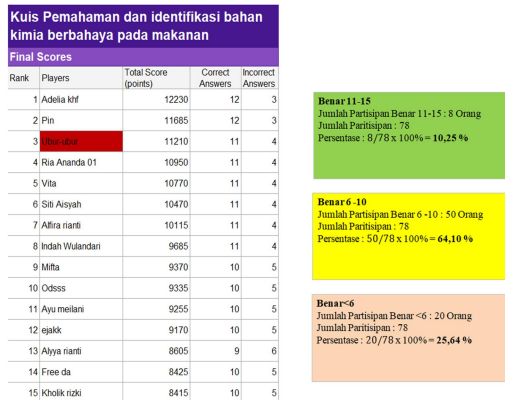 Kuis Pemahaman dan identifikasi bahan
kimia berbahaya pada makanan
Final Scores
Rank Players Total Score (points) Correct Answers Incorrect Answers
1 Adelia khf 12230 12 3
2 Pin 11685 12 3
3 Ubur-ubur 11210 11 4
4 Ria Ananda 01 10950 11 4
5 Vita 10770 11 4
6 Siti Aisyah 10470 11 4
7 Alfira rianti 10115 11 4
8 Indah Wulandari 9685 11 4
9 Mifta 9370 10 5
10 Odsss 9335 10 5
11 Ayu meilani 9255 10 5
12 ejakk 9170 10 5
13 Alyya rianti 8605 9 6
14 Free da 8425 10 5
15 Kholik rizki 8415 10 5
Benar 11-15
Jumlah Partisipan Benar 11-15 : 8 Orang
Jumlah Paritisipan : 78
Persentase : 8/78 x 100% = 10,25 %
Benar 6 -10
Jumlah Partisipan Benar 6 -10 : 50 Orang
Jumlah Paritisipan : 78
Persentase : 50/78 x 100% = 64,10 %
Benar<6
Jumlah Partisipan Benar <6 : 20 Orang
Jumlah Paritisipan : 78
Persentase : 20/78 x 100% = 25,64 %